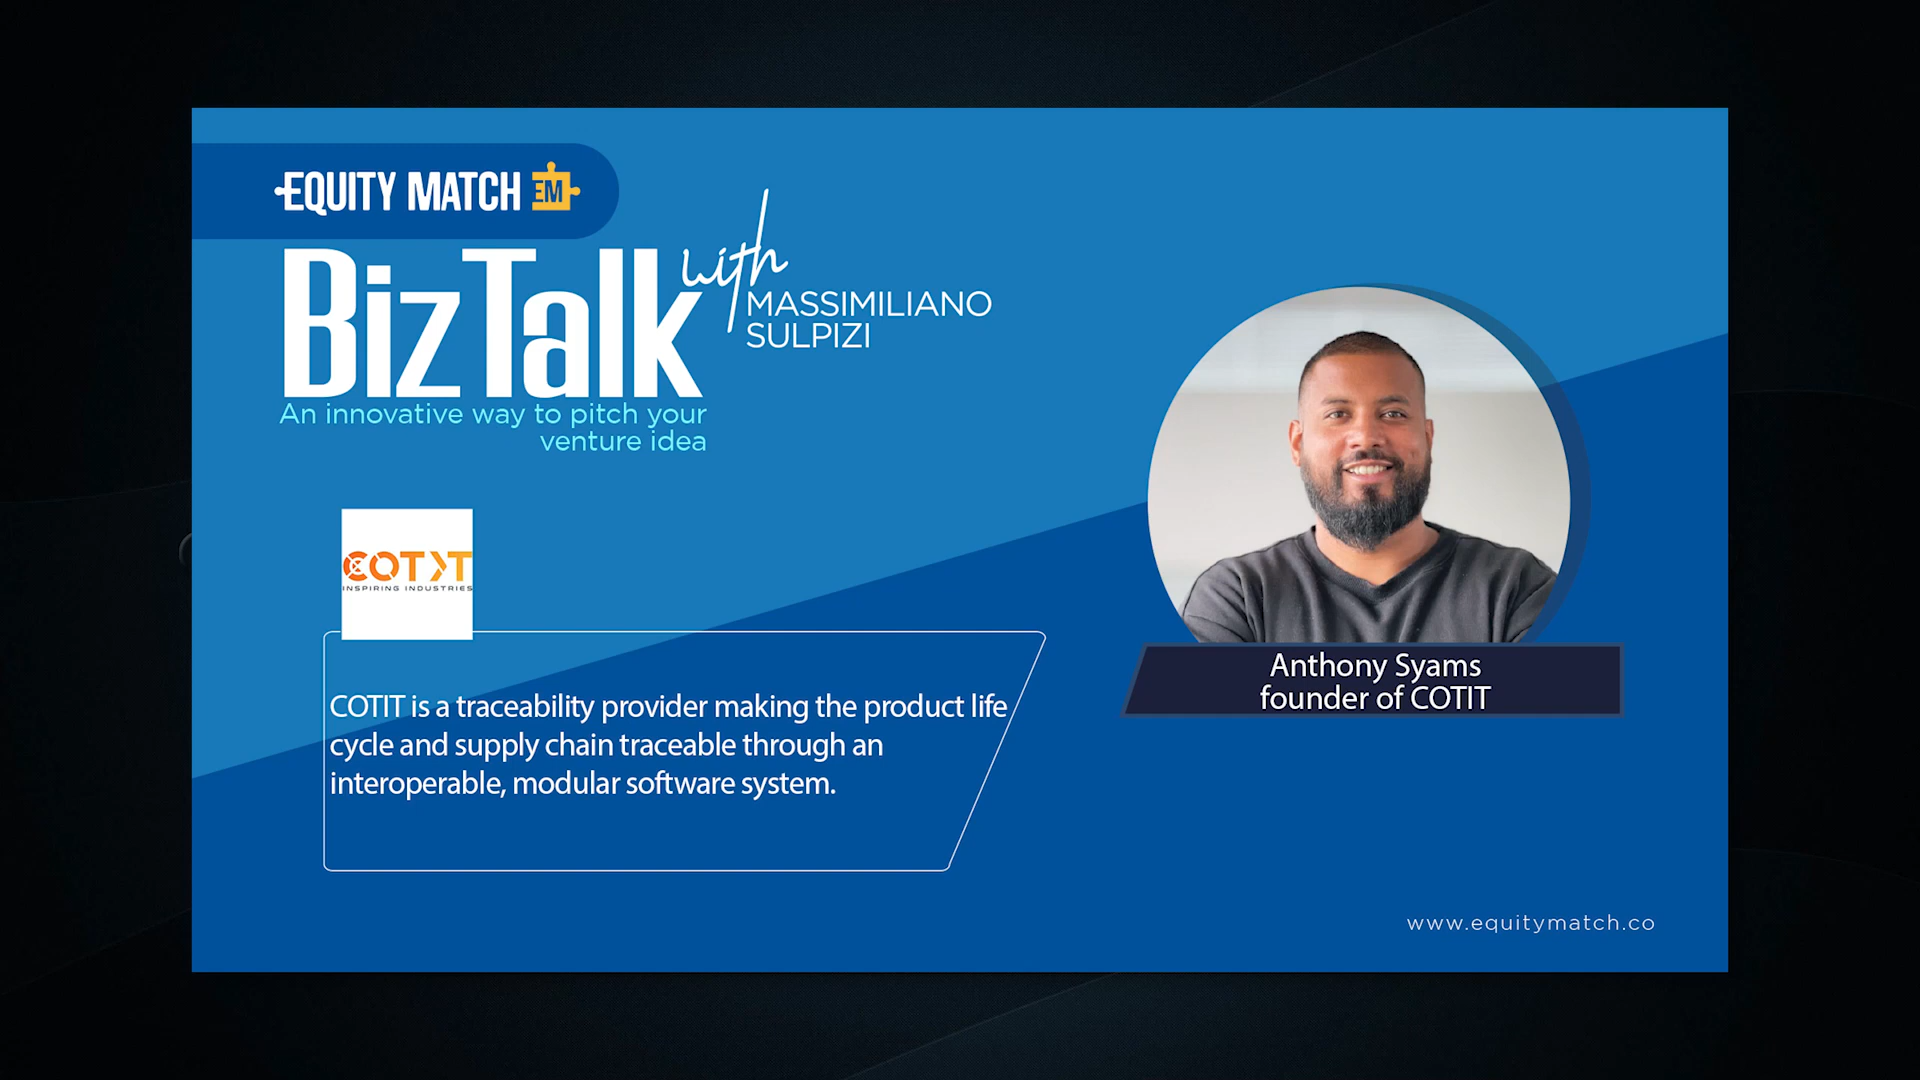 EQUITY MATCH EM
BizTalk with
MASSIMILIANO
SULPIZI
An innovative way to pitch your
venture idea
COTIT
INSPIRING INDUSTRIES
COTIT is a traceability provider making the product life
cycle and supply chain traceable through an
interoperable, modular software system.
Anthony Syams
founder of COTIT
www.equitymatch.co